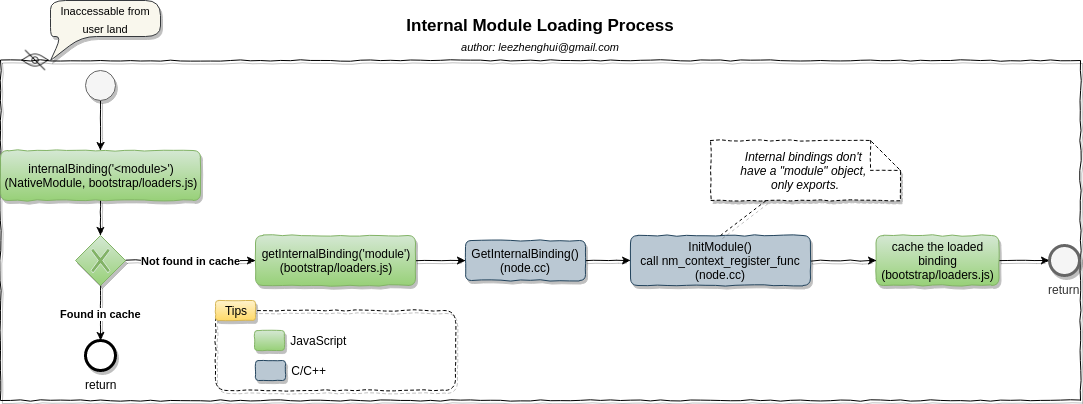 Inaccessable from
user land
Internal Module Loading Process
author: leezhenghui@gmail.com
internalBinding('<module>')
(NativeModule, bootstrap/loaders.js)
Internal bindings don't
have a "module" object,
only exports.
Not found in cache
getInternalBinding('module')
(bootstrap/loaders.js)
GetInternalBinding()
(node.cc)
InitModule()
call nm_context_register_func
(node.cc)
cache the loaded
binding
(bootstrap/loaders.js)
return
Found in cache
return
Tips
JavaScript
C/C++